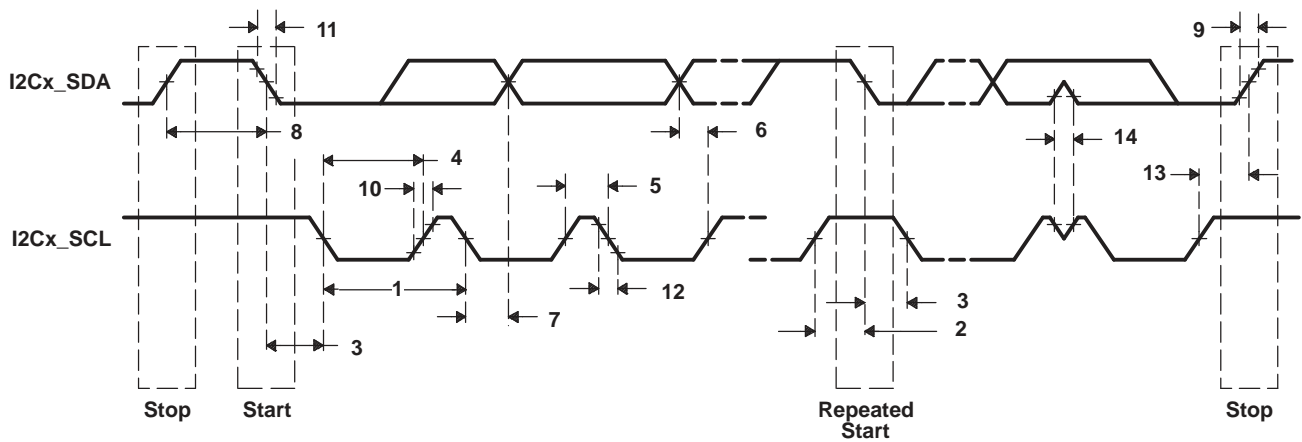 11
9
I2Cx_SDA
8
6
14
4
10
5
13
I2Cx_SCL
1
12
3
7
2
3
Stop
Start
Repeated
Start
Stop